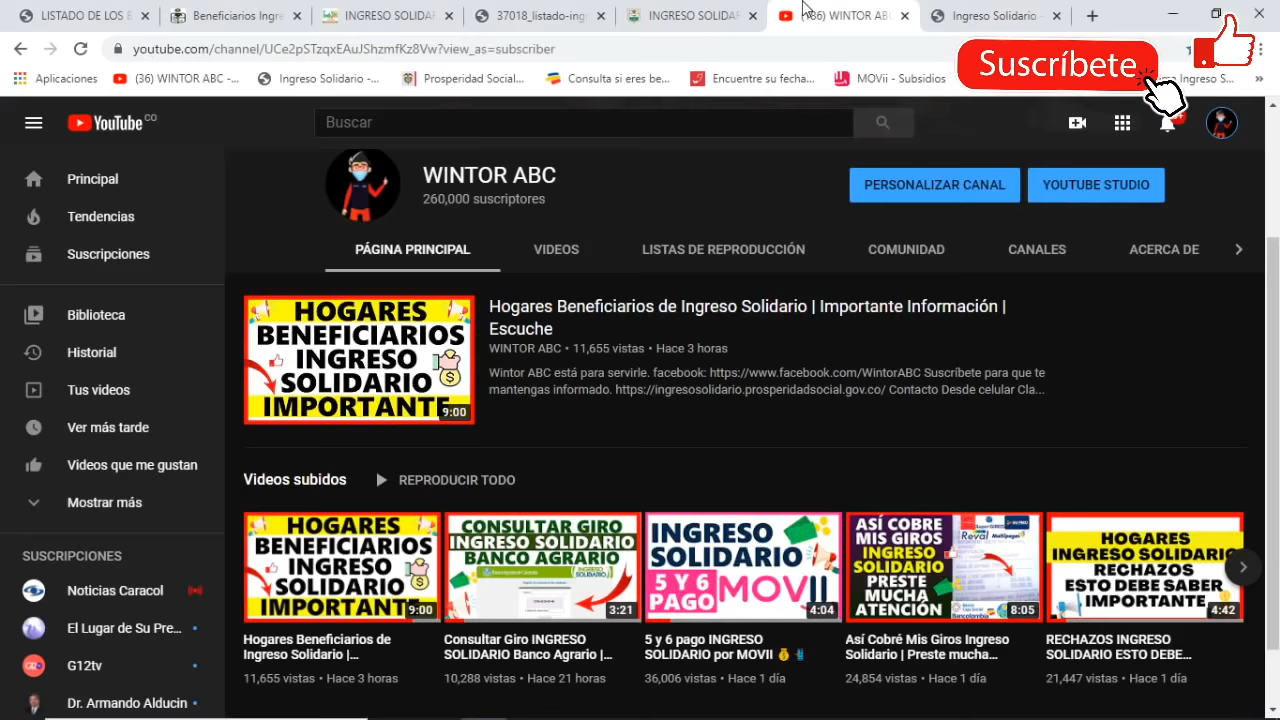 LISTADO DE LOS B
Beneficiarios Ingre
INGRESO SOLIDAR
37018_listado-ing
INGRESO SOLIDAR
86) WINTOR ABC
Ingreso Solidario -
youtube.com/channel/UCe2pSTzqxEAuJShzmfKz8Vw?view_as=subscriber
Suscríbete
Aplicaciones
(36) WINTOR ABC -...
Ingreso Solidario -...
Prosperidad Social...
Consulta si eres be...
Encuentre su fecha...
MOVii - Subsidios
Ingreso S...
YouTube CO
Buscar
Principal
Tendencias
Suscripciones
Biblioteca
Historial
Tus videos
Ver más tarde
Videos que me gustan
Mostrar más
SUSCRIPCIONES
Noticias Caracol
El Lugar de Su Pre...
G12tv
Dr. Armando Alducin
WINTOR ABC
260,000 suscriptores
PERSONALIZAR CANAL
YOUTUBE STUDIO
PÁGINA PRINCIPAL
VIDEOS
LISTAS DE REPRODUCCIÓN
COMUNIDAD
CANALES
ACERCA DE
HOGARES
BENEFICIARIOS
INGRESO
SOLIDARIO
IMPORTANTE
9:00
Hogares Beneficiarios de Ingreso Solidario | Importante Información |
Escuche
WINTOR ABC • 11,655 vistas • Hace 3 horas
Wintor ABC está para servirle. facebook: https://www.facebook.com/WintorABC Suscríbete para que te
mantengas informado. https://ingresosolidario.prosperidadsocial.gov.co/ Contacto Desde celular Cla...
Videos subidos
REPRODUCIR TODO
HOGARES
BENEFICIARIOS
INGRESO
SOLIDARIO
IMPORTANT
9:00
Hogares Beneficiarios de
Ingreso Solidario |...
11,655 vistas • Hace 3 horas
CONSULTAR GIRO
INGRESO SOLIDARIO
BANCO AGRARIO
3:21
Consultar Giro INGRESO
SOLIDARIO Banco Agrario |...
10,288 vistas • Hace 21 horas
INGRESO
SOLIDARIO
5 Y 6
PAGO
MOVII
4:04
5 y 6 pago INGRESO
SOLIDARIO por MOVII
36,006 vistas • Hace 1 día
ASÍ COBRE
MIS GIROS
INGRESO
SOLIDARIO
PRESTE
MUCHA
ATENCIÓN
Reval
Multipagas
Bancolombia
8:05
Así Cobré Mis Giros Ingreso
Solidario | Preste mucha...
24,854 vistas • Hace 1 día
HOGARES
INGRESO SOLIDARIO
RECHAZOS
ESTO DEBE SABER
IMPORTANTE
4:42
RECHAZOS INGRESO
SOLIDARIO ESTO DEBE...
21,447 vistas • Hace 1 día